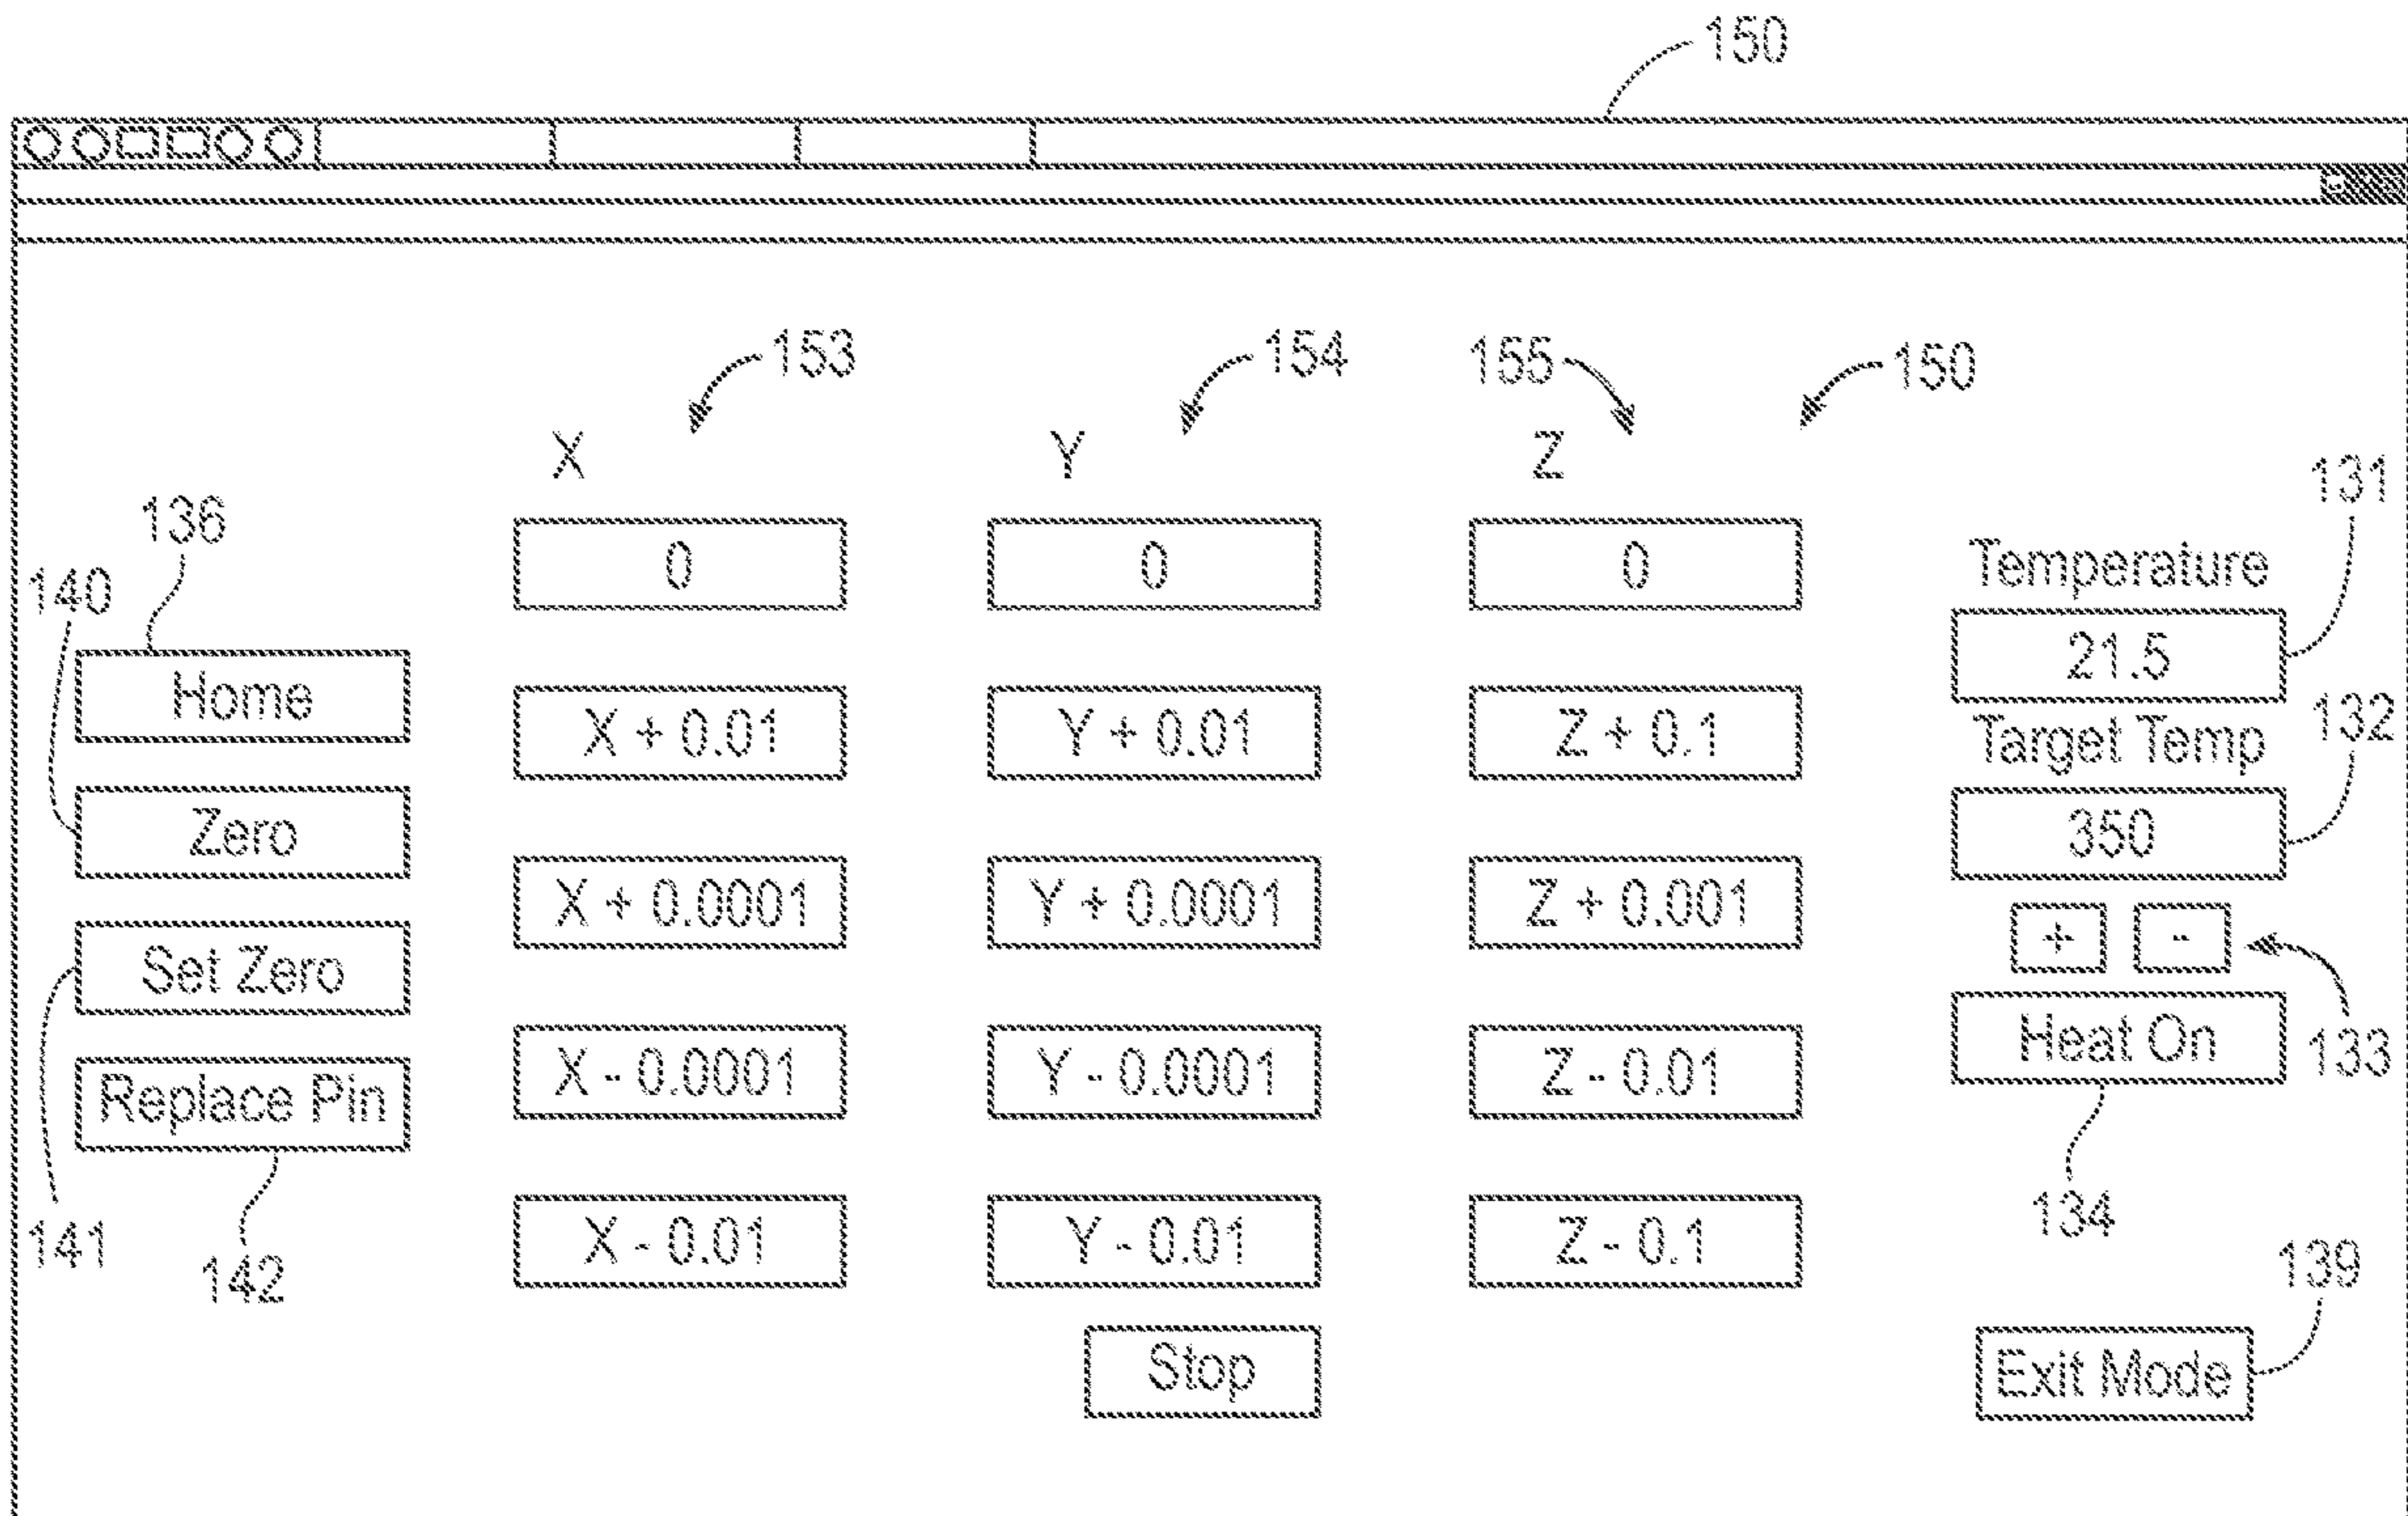 150
153
154
155
150
X
Y
Z
131
136
0
0
0
Temperature
140
21.5
Home
X + 0.01
Y + 0.01
Z + 0.1
Target Temp
132
Zero
350
X + 0.0001
Y + 0.0001
Z + 0.001
+
-
Set Zero
Heat On
133
X - 0.0001
Y - 0.0001
Z - 0.01
Replace Pin
134
141
X - 0.01
Y - 0.01
Z - 0.1
142
139
Stop
Exit Mode